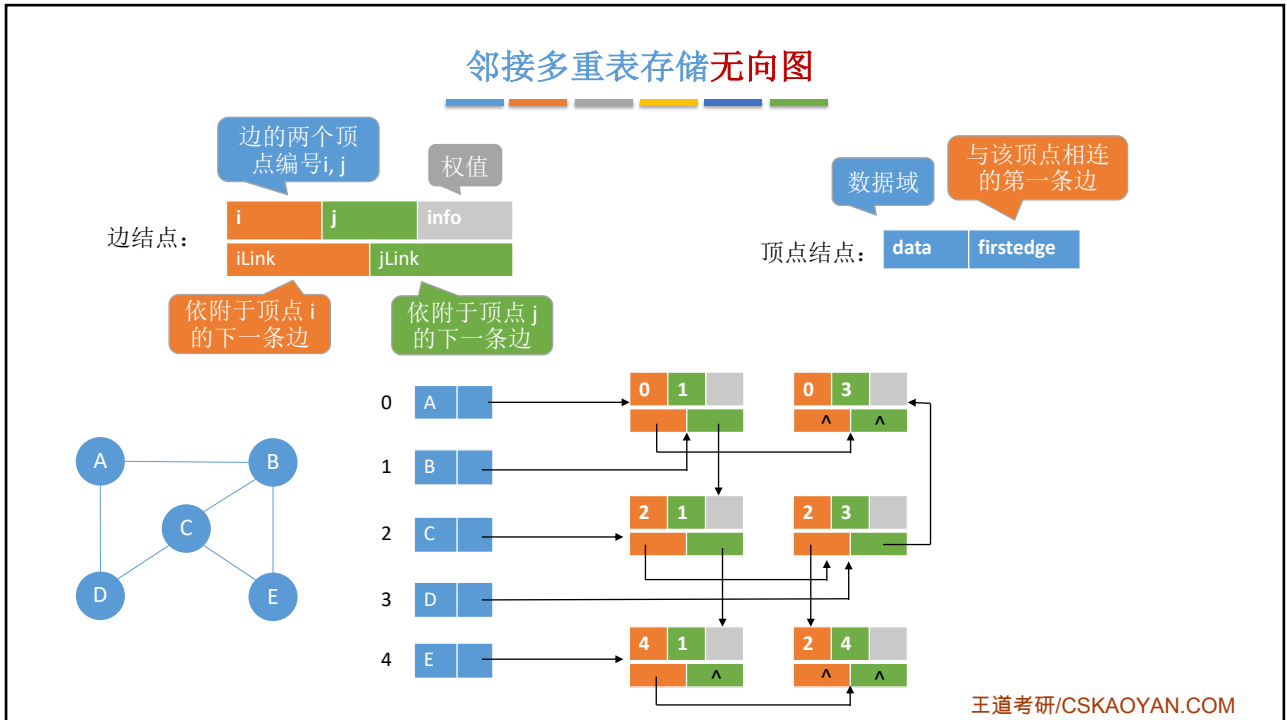 邻接多重表存储无向图
边的两个顶
点编号i, j
权值
数据域
与该顶点相连
的第一条边
边结点：
i j info
iLink jLink
顶点结点：
data firstedge
依附于顶点 i
的下一条边
依附于顶点 j
的下一条边
0 A
0 1
0 3
^ ^
1 B
2 C
2 1
2 3
3 D
4 E
4 1
^
2 4
^ ^
A
B
C
D
E
王道考研/CSKAOYAN.COM